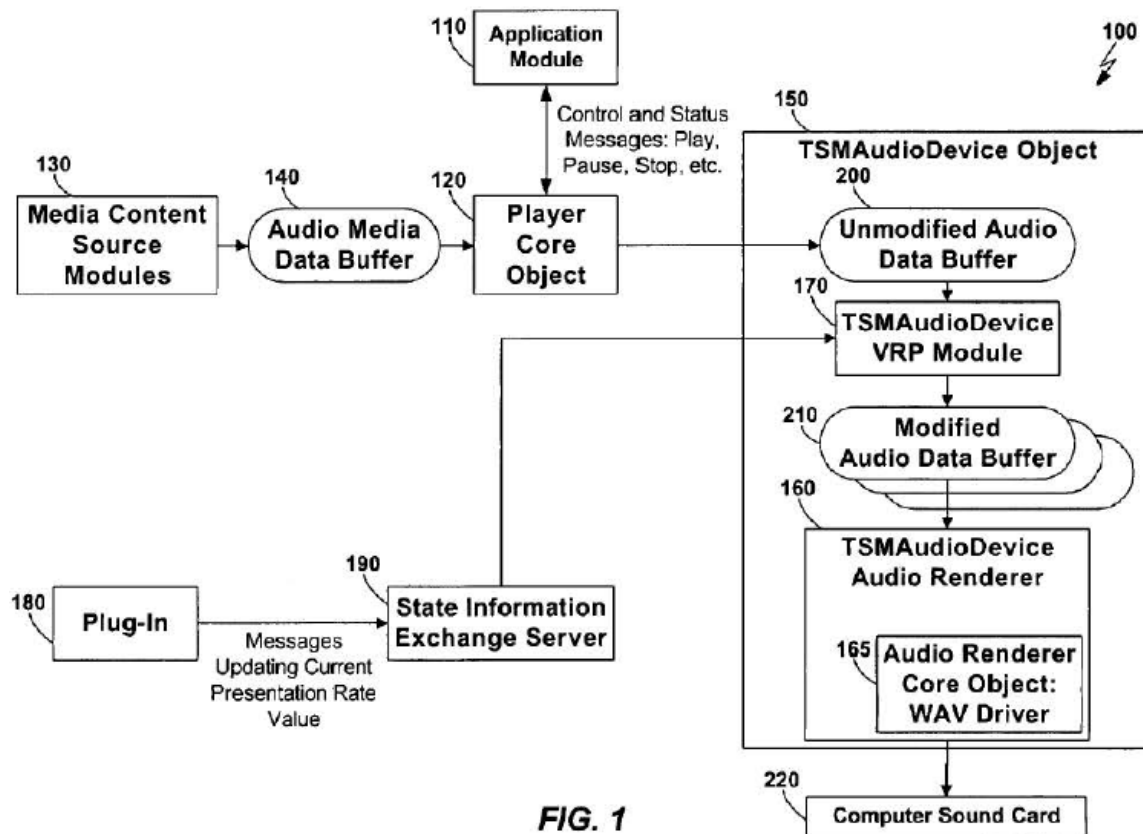 110
Application
Module
100
Control and Status
Messages: Play,
Pause, Stop, etc.
150
TSMAudioDevice Object
130
Media Content
Source
Modules
140
Audio Media
Data Buffer
120
Player
Core
Object
200
Unmodified Audio
Data Buffer
170
TSMAudioDevice
VRP Module
210
Modified
Audio Data Buffer
160
TSMAudioDevice
Audio Renderer
180
Plug-In
Messages
Updating Current
Presentation Rate
Value
190
State Information
Exchange Server
165
Audio Renderer
Core Object:
WAV Driver
220
Computer Sound Card
FIG. 1